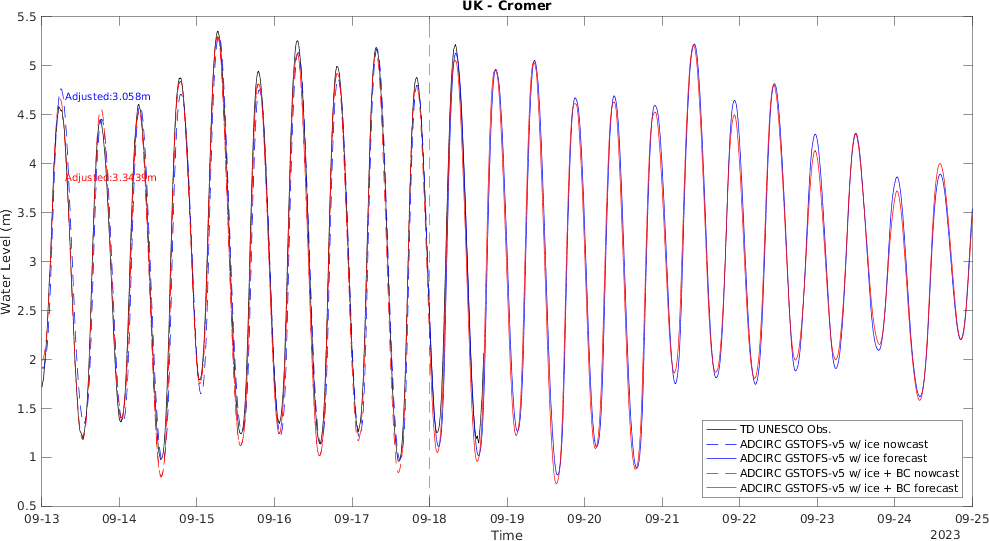 UK - Cromer
5.5
5
4.5
4
3.5
3
2.5
2
1.5
1
0.5
Water Level (m)
Adjusted:3.058m
Adjusted:3.3439m
TD UNESCO Obs.
ADCIRC GSTOFS-v5 w/ ice nowcast
ADCIRC GSTOFS-v5 w/ ice forecast
ADCIRC GSTOFS-v5 w/ ice + BC nowcast
ADCIRC GSTOFS-v5 w/ ice + BC forecast
09-13 09-14 09-15 09-16 09-17 09-18 09-19 09-20 09-21 09-22 09-23 09-24 09-25
Time
2023